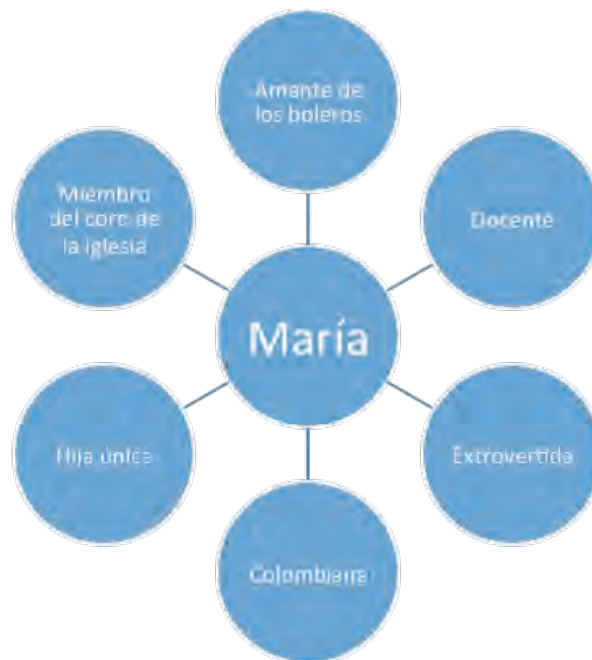 Amante de
los boleros
Docente
Extrovertida
Colombiana
Hija única
Miembro
del coro de
la iglesia
María